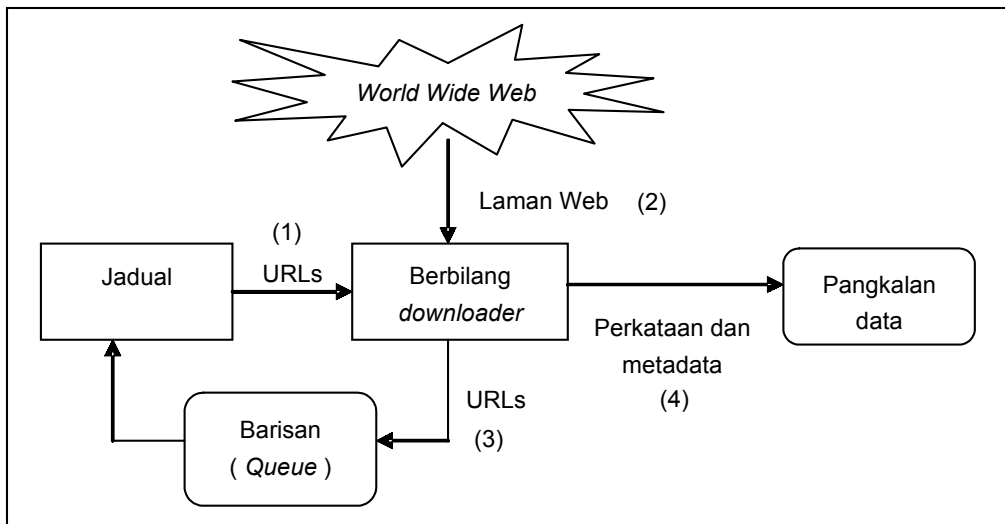 World Wide Web
Laman Web (2)
(1)
URLs
Jadual
Berbilang
downloader
Pangkalan
data
Perkataan dan
metadata
(4)
URLs
(3)
Barisan
( Queue )